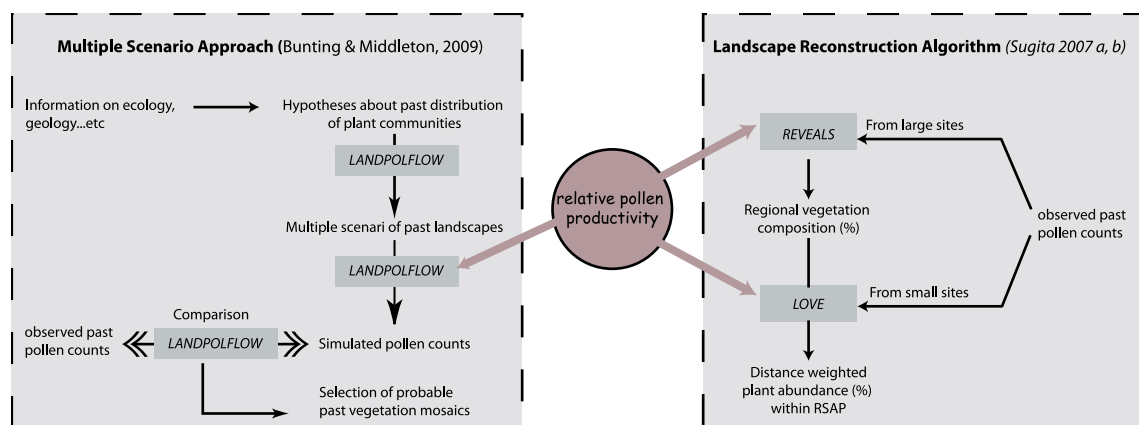 Multiple Scenario Approach (Bunting & Middleton, 2009)
Information on ecology,
geology...etc
Hypotheses about past distribution
of plant communities
LANDPOLFLOW
Multiple scenari of past landscapes
LANDPOLFLOW
Comparison
observed past
pollen counts
LANDPOLFLOW
Simulated pollen counts
Selection of probable
past vegetation mosaics
relative pollen
productivity
Landscape Reconstruction Algorithm (Sugita 2007 a, b)
REVEALS
From large sites
Regional vegetation
composition (%)
observed past
pollen counts
LOVE
From small sites
Distance weighted
plant abundance (%)
within RSAP